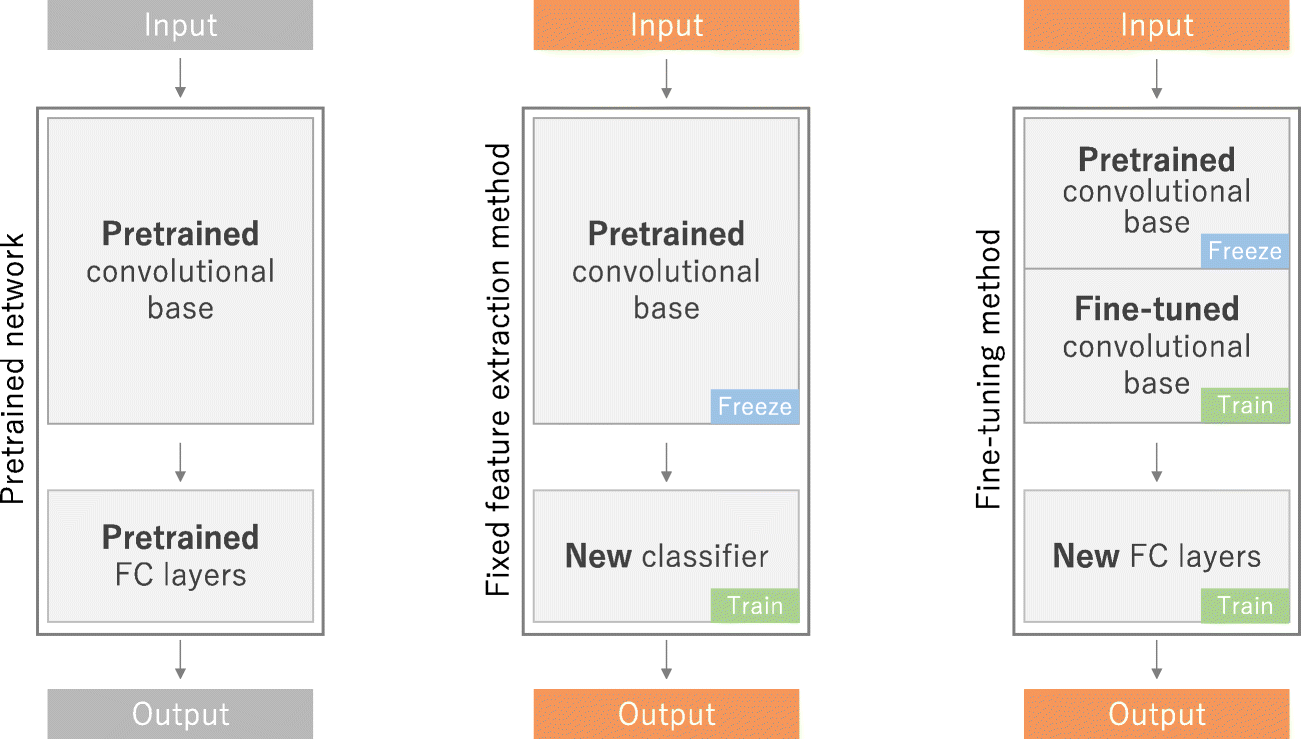 Input
Pretrained network
Pretrained
convolutional
base
Pretrained
FC layers
Output
Input
Fixed feature extraction method
Pretrained
convolutional
base
Freeze
New classifier
Train
Output
Input
Fine-tuning method
Pretrained
convolutional
base
Freeze
Fine-tuned
convolutional
base
Train
New FC layers
Train
Output